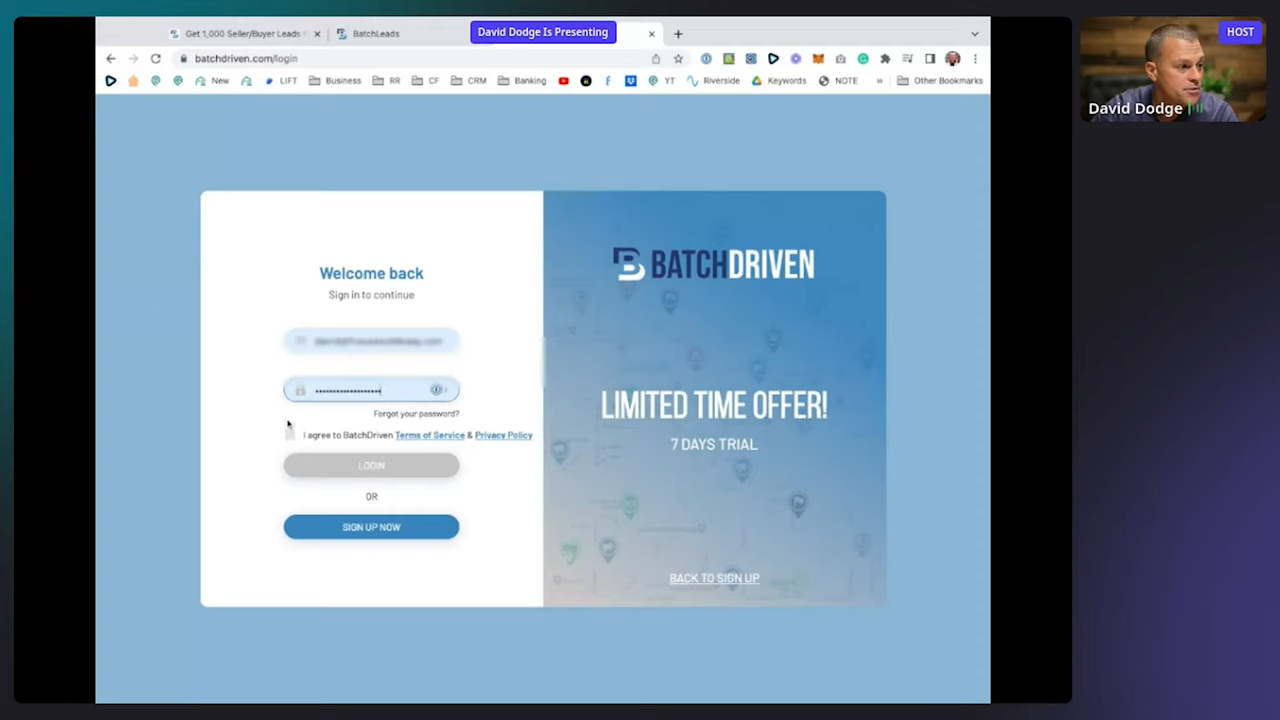 David Dodge Is Presenting
HOST
David Dodge
Get 1,000 Seller/Buyer Leads
BatchLeads
batchdriven.com/login
New
LIFT
Business
RR
CF
CRM
Banking
YT
Riverside
Keywords
NOTE
»
Other Bookmarks
Welcome back
Sign in to continue
Forgot your password?
I agree to BatchDriven Terms of Service & Privacy Policy
LOGIN
OR
SIGN UP NOW
BATCHDRIVEN
LIMITED TIME OFFER!
7 DAYS TRIAL
BACK TO SIGN UP